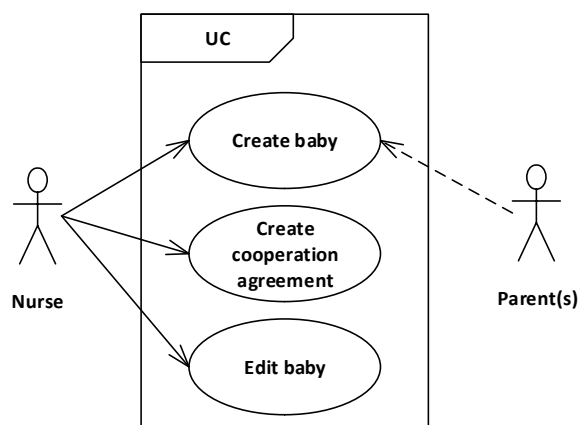 UC
Create baby
Create
cooperation
agreement
Nurse
Parent(s)
Edit baby